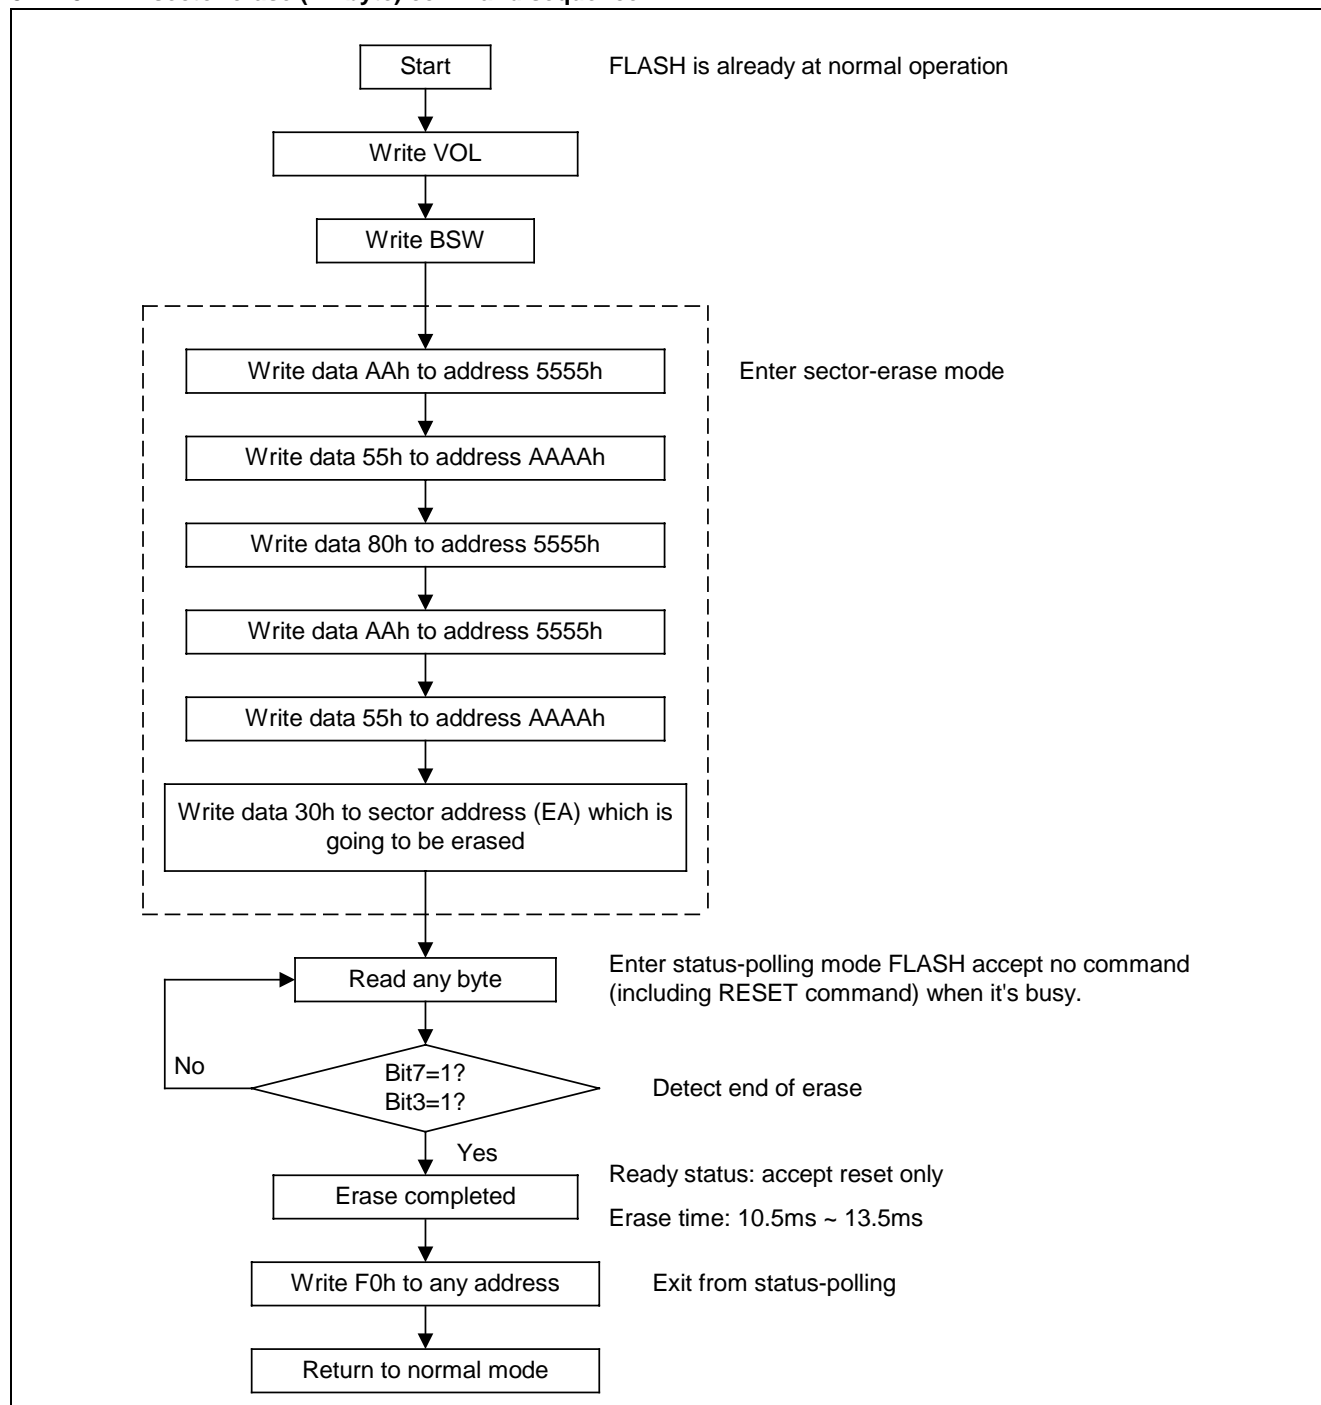 Start
FLASH is already at normal operation
Write VOL
Write BSW
Write data AAh to address 5555h
Enter sector-erase mode
Write data 55h to address AAAAh
Write data 80h to address 5555h
Write data AAh to address 5555h
Write data 55h to address AAAAh
Write data 30h to sector address (EA) which is
going to be erased
Read any byte
Enter status-polling mode FLASH accept no command
(including RESET command) when it's busy.
No
Bit7=1?
Bit3=1?
Detect end of erase
Yes
Erase completed
Ready status: accept reset only
Erase time: 10.5ms ~ 13.5ms
Write F0h to any address
Exit from status-polling
Return to normal mode